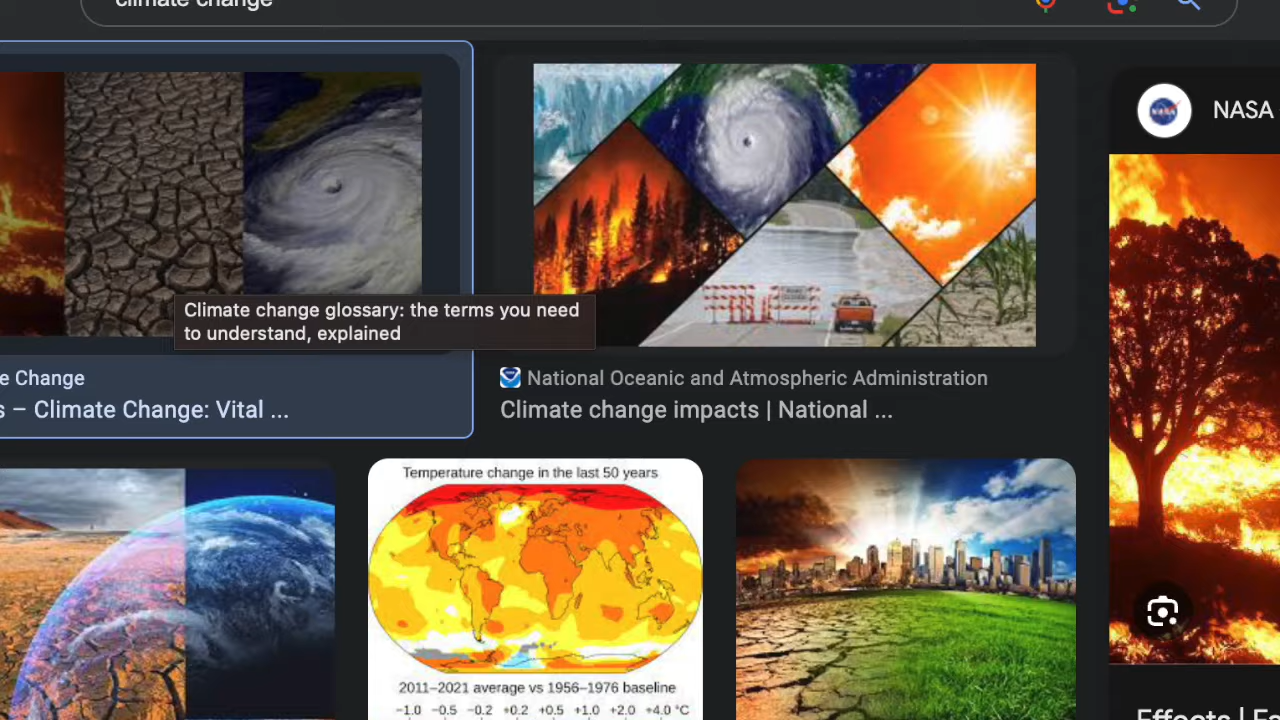 climate change
NASA
Climate change glossary: the terms you need
to understand, explained
e Change
s – Climate Change: Vital ...
National Oceanic and Atmospheric Administration
Climate change impacts | National ...
Temperature change in the last 50 years
2011–2021 average vs 1956–1976 baseline
−1.0 −0.5 −0.2 +0.2 +0.5 +1.0 +2.0 +4.0 °C